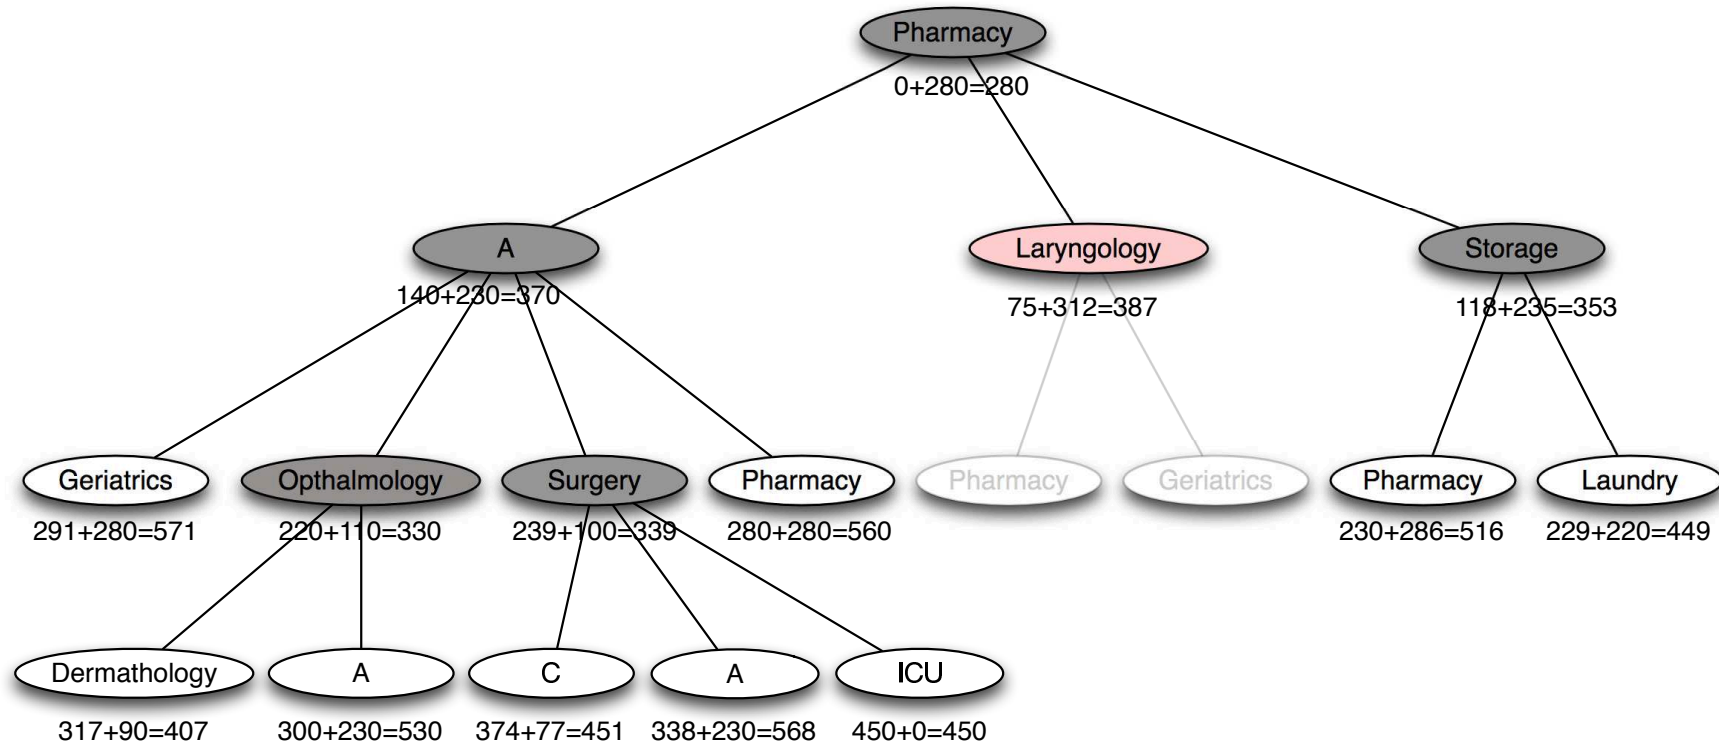 Pharmacy
0+280=280
A
Laryngology
Storage
140+230=370
75+312=387
118+235=353
Geriatrics
Opthalmology
Surgery
Pharmacy
Pharmacy
Geriatrics
Pharmacy
Laundry
291+280=571
220+110=330
239+100=339
280+280=560
230+286=516
229+220=449
Dermathology
A
C
A
ICU
317+90=407
300+230=530
374+77=451
338+230=568
450+0=450